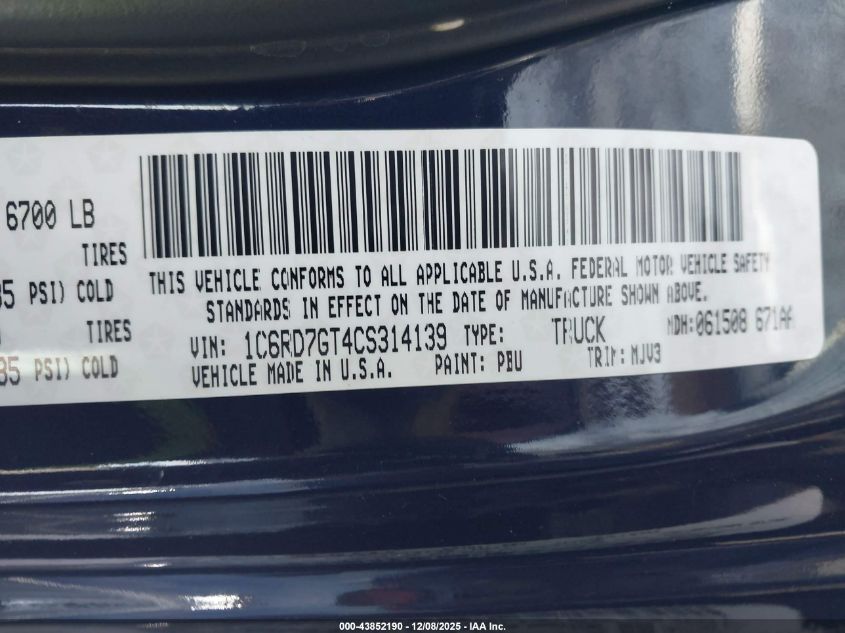 6700 LB
TIRES
35 PSI) COLD
TIRES
35 PSI) COLD
THIS VEHICLE CONFORMS TO ALL APPLICABLE U.S.A. FEDERAL MOTOR VEHICLE SAFETY
STANDARDS IN EFFECT ON THE DATE OF MANUFACTURE SHOWN ABOVE.
VIN: 1C6RD7GT4CS314139 TYPE: TRUCK MDH:061508 671AA
VEHICLE MADE IN U.S.A. PAINT: PBU TRIM: MJV3
000-43852190 - 12/08/2025 - IAA Inc.